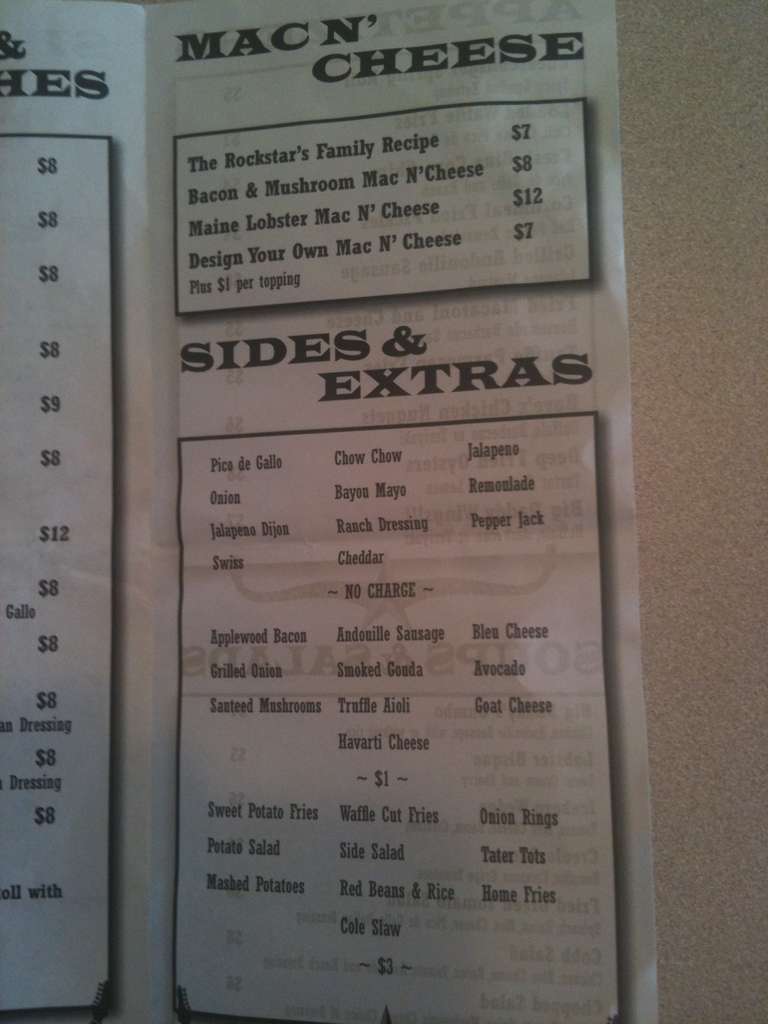 &
HES
$8
$8
$8
$8
$9
$8
$12
$8
Gallo
$8
$8
an Dressing
$8
Dressing
$8
oll with
MAC N'
CHEESE
The Rockstar's Family Recipe $7
Bacon & Mushroom Mac N'Cheese $8
Maine Lobster Mac N' Cheese $12
Design Your Own Mac N' Cheese $7
Plus $1 per topping
SIDES &
EXTRAS
Pico de Gallo Chow Chow Jalapeno
Onion Bayou Mayo Remoulade
Jalapeno Dijon Ranch Dressing Pepper Jack
Swiss Cheddar
~ NO CHARGE ~
Applewood Bacon Andouille Sausage Bleu Cheese
Grilled Onion Smoked Gouda Avocado
Sauteed Mushrooms Truffle Aioli Goat Cheese
Havarti Cheese
~ $1 ~
Sweet Potato Fries Waffle Cut Fries Onion Rings
Potato Salad Side Salad Tater Tots
Mashed Potatoes Red Beans & Rice Home Fries
Cole Slaw
~ $3 ~